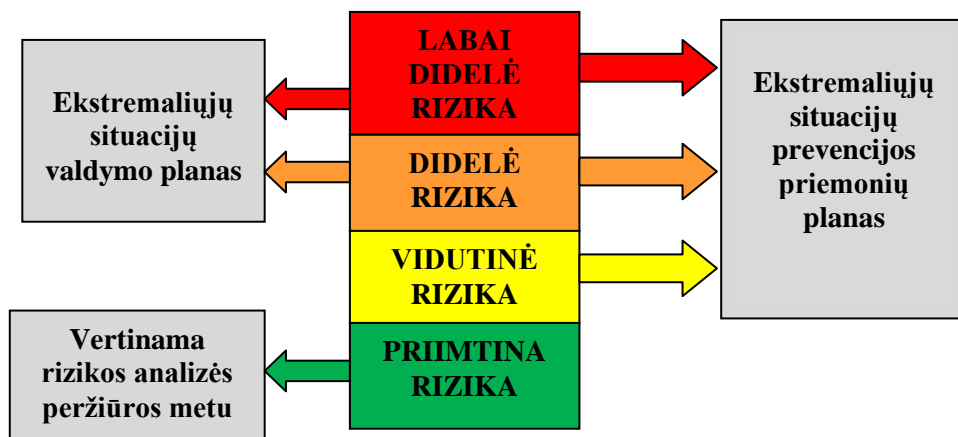 Ekstremaliųjų
situacijų
valdymo planas
Vertinama
rizikos analizės
peržiūros metu
LABAI
DIDELĖ
RIZIKA
DIDELĖ
RIZIKA
VIDUTINĖ
RIZIKA
PRIIMTINA
RIZIKA
Ekstremaliųjų
situacijų
prevencijos
priemonių
planas